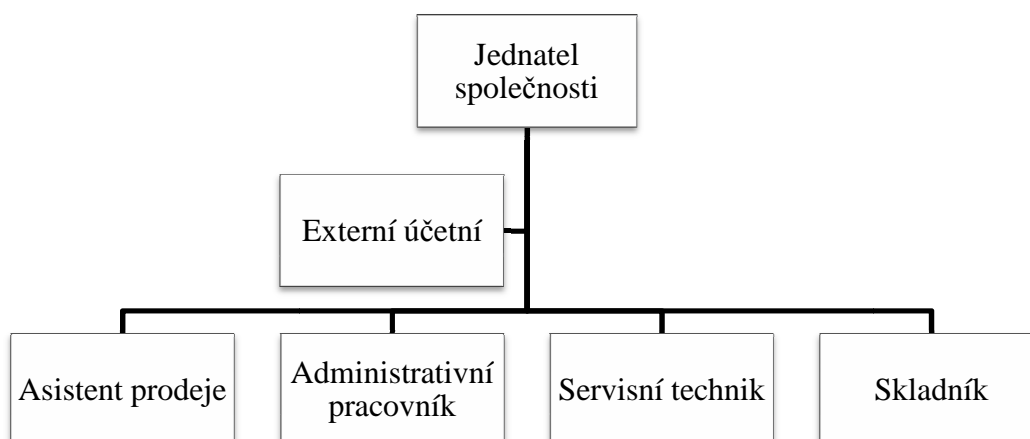 Jednatel
společnosti
Externí účetní
Asistent prodeje
Administrativní
pracovník
Servisní technik
Skladník